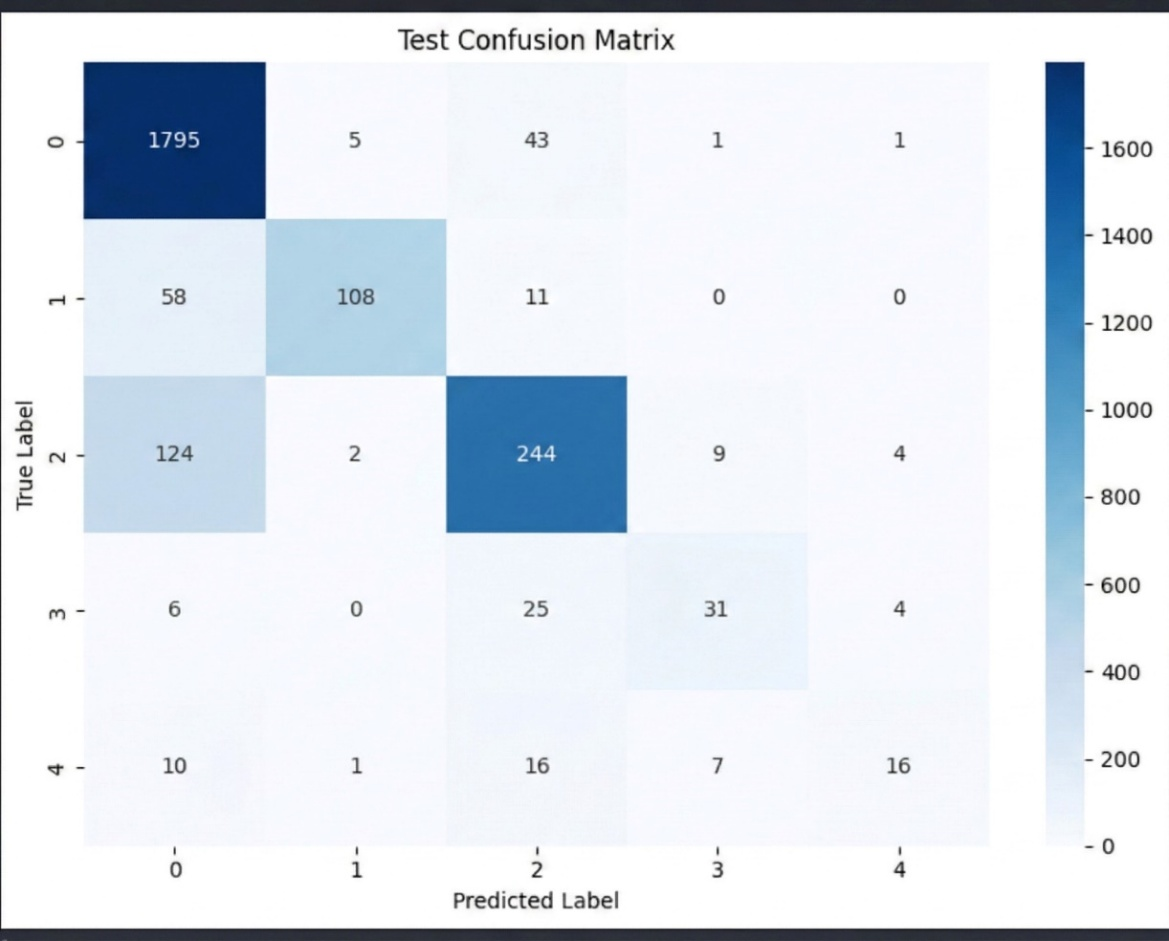 Test Confusion Matrix
0 1795 5 43 1 1
1 58 108 11 0 0
2 124 2 244 9 4
3 6 0 25 31 4
4 10 1 16 7 16
0 1 2 3 4
True Label
Predicted Label
1600
1400
1200
1000
800
600
400
200
0